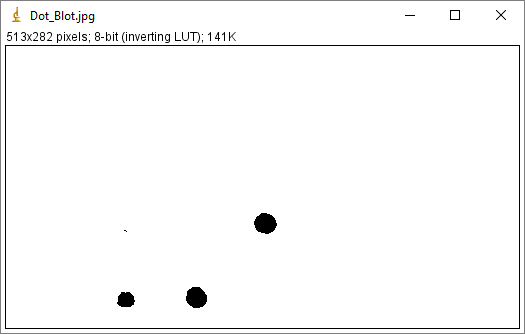 Dot_Blot.jpg
513x282 pixels; 8-bit (inverting LUT); 141K